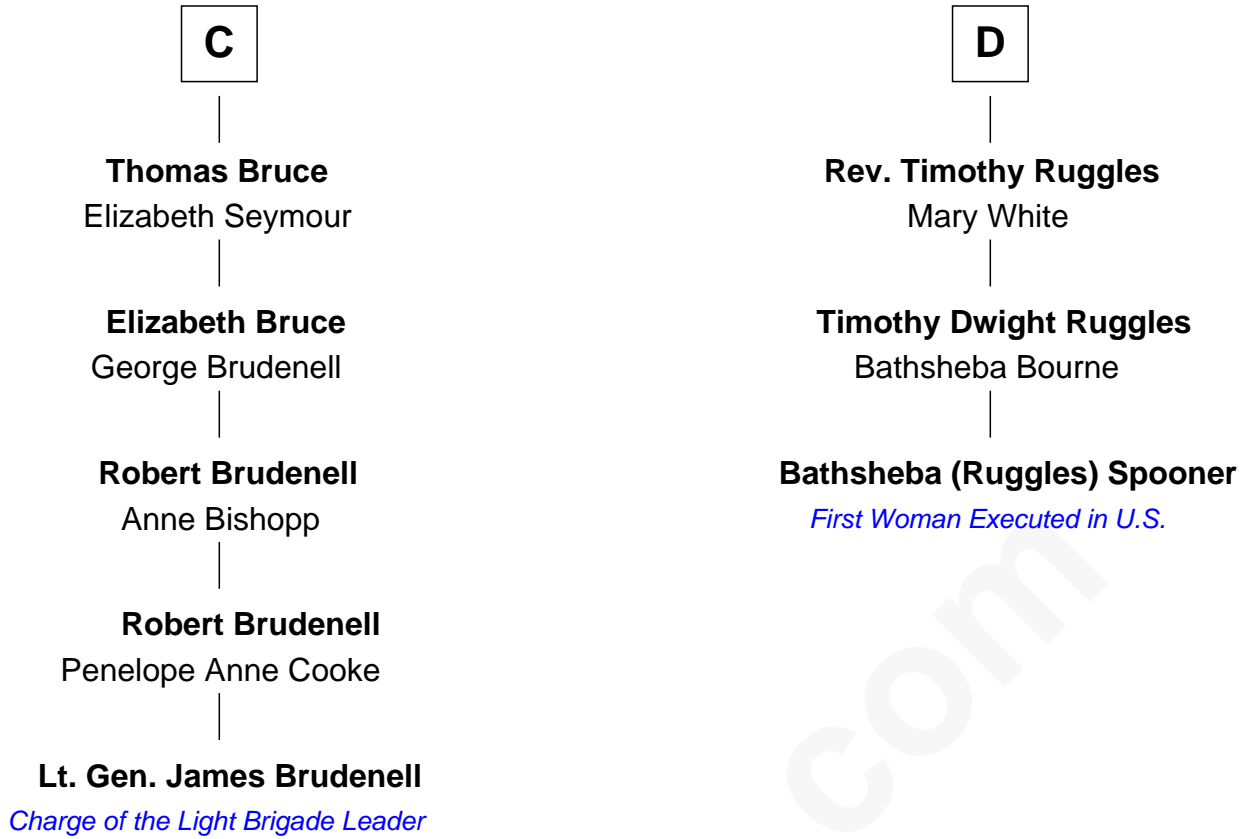 C
Thomas Bruce
Elizabeth Seymour
Elizabeth Bruce
George Brudenell
Robert Brudenell
Anne Bishopp
Robert Brudenell
Penelope Anne Cooke
Lt. Gen. James Brudenell
Charge of the Light Brigade Leader
D
Rev. Timothy Ruggles
Mary White
Timothy Dwight Ruggles
Bathsheba Bourne
Bathsheba (Ruggles) Spooner
First Woman Executed in U.S.
com